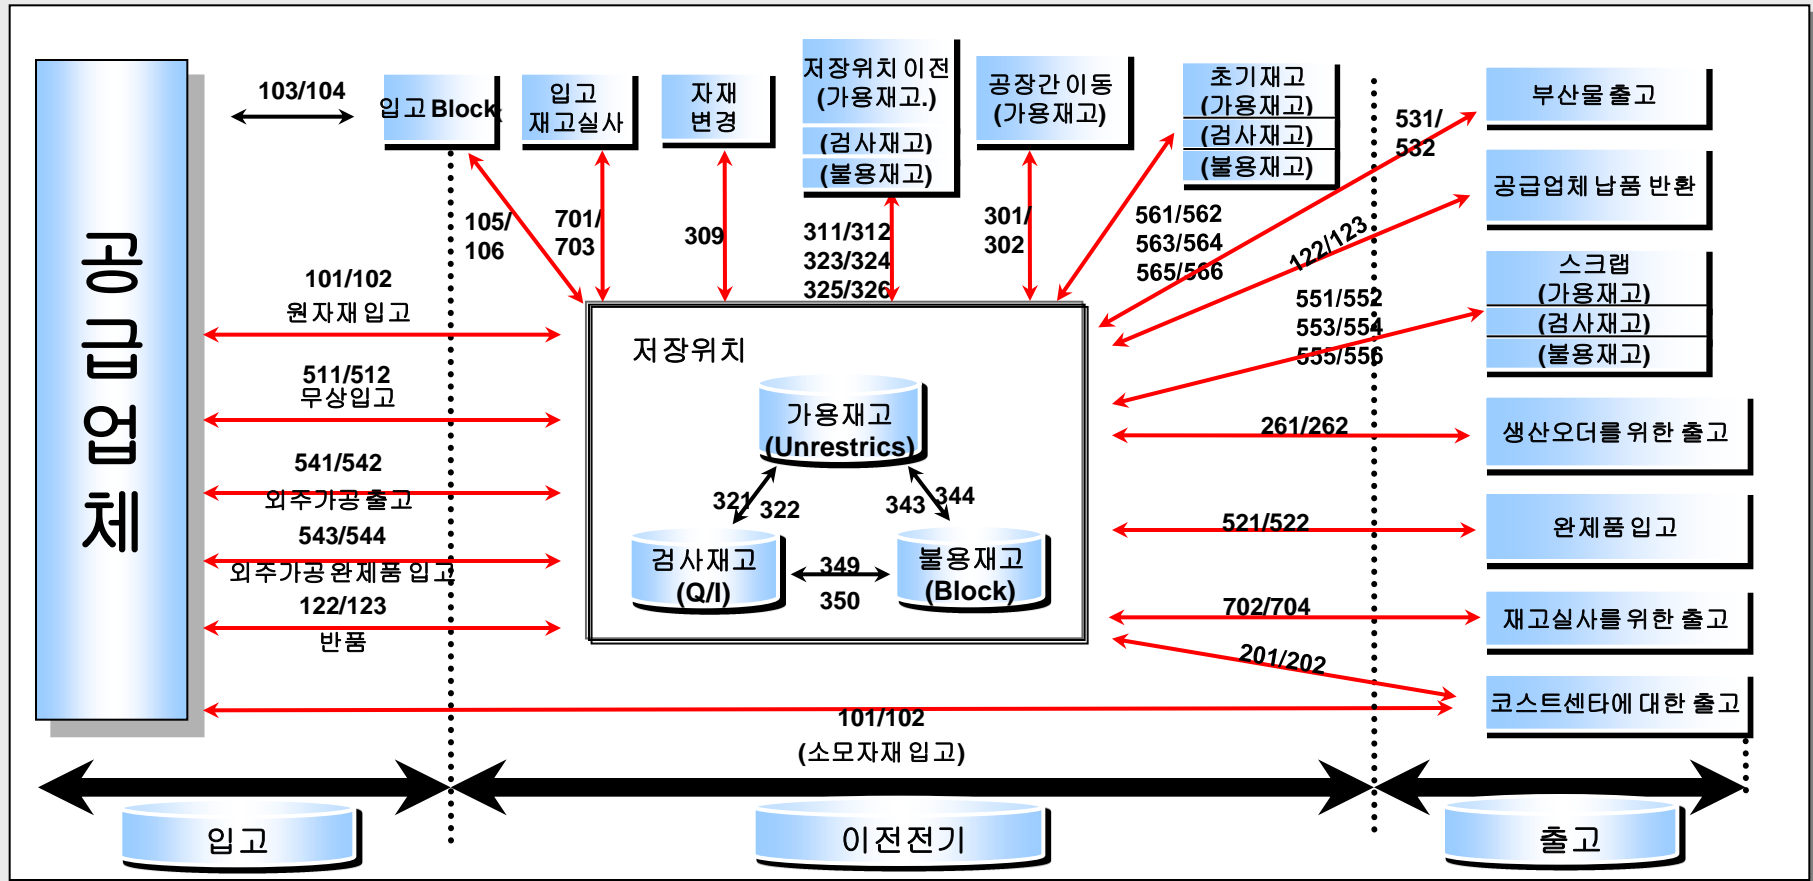 공급업체
103/104
입고 Block
입고
재고실사
자재
변경
저장위치 이전
(가용재고.)
(검사재고)
(불용재고)
공장간 이동
(가용재고)
초기재고
(가용재고)
(검사재고)
(불용재고)
531/
532
부산물 출고
공급업체 납품 반환
스크랩
(가용재고)
(검사재고)
(불용재고)
생산오더를 위한 출고
완제품 입고
재고실사를 위한 출고
코스트센타에 대한 출고
105/
106
701/
703
309
311/312
323/324
325/326
301/
302
561/562
563/564
565/566
122/123
551/552
553/554
555/556
261/262
521/522
702/704
201/202
101/102
원자재 입고
511/512
무상입고
541/542
외주가공 출고
543/544
외주가공 완제품 입고
122/123
반품
저장위치
가용재고
(Unrestrics)
321
322
343
344
검사재고
(Q/I)
349
350
불용재고
(Block)
101/102
(소모자재 입고)
입고
이전전기
출고